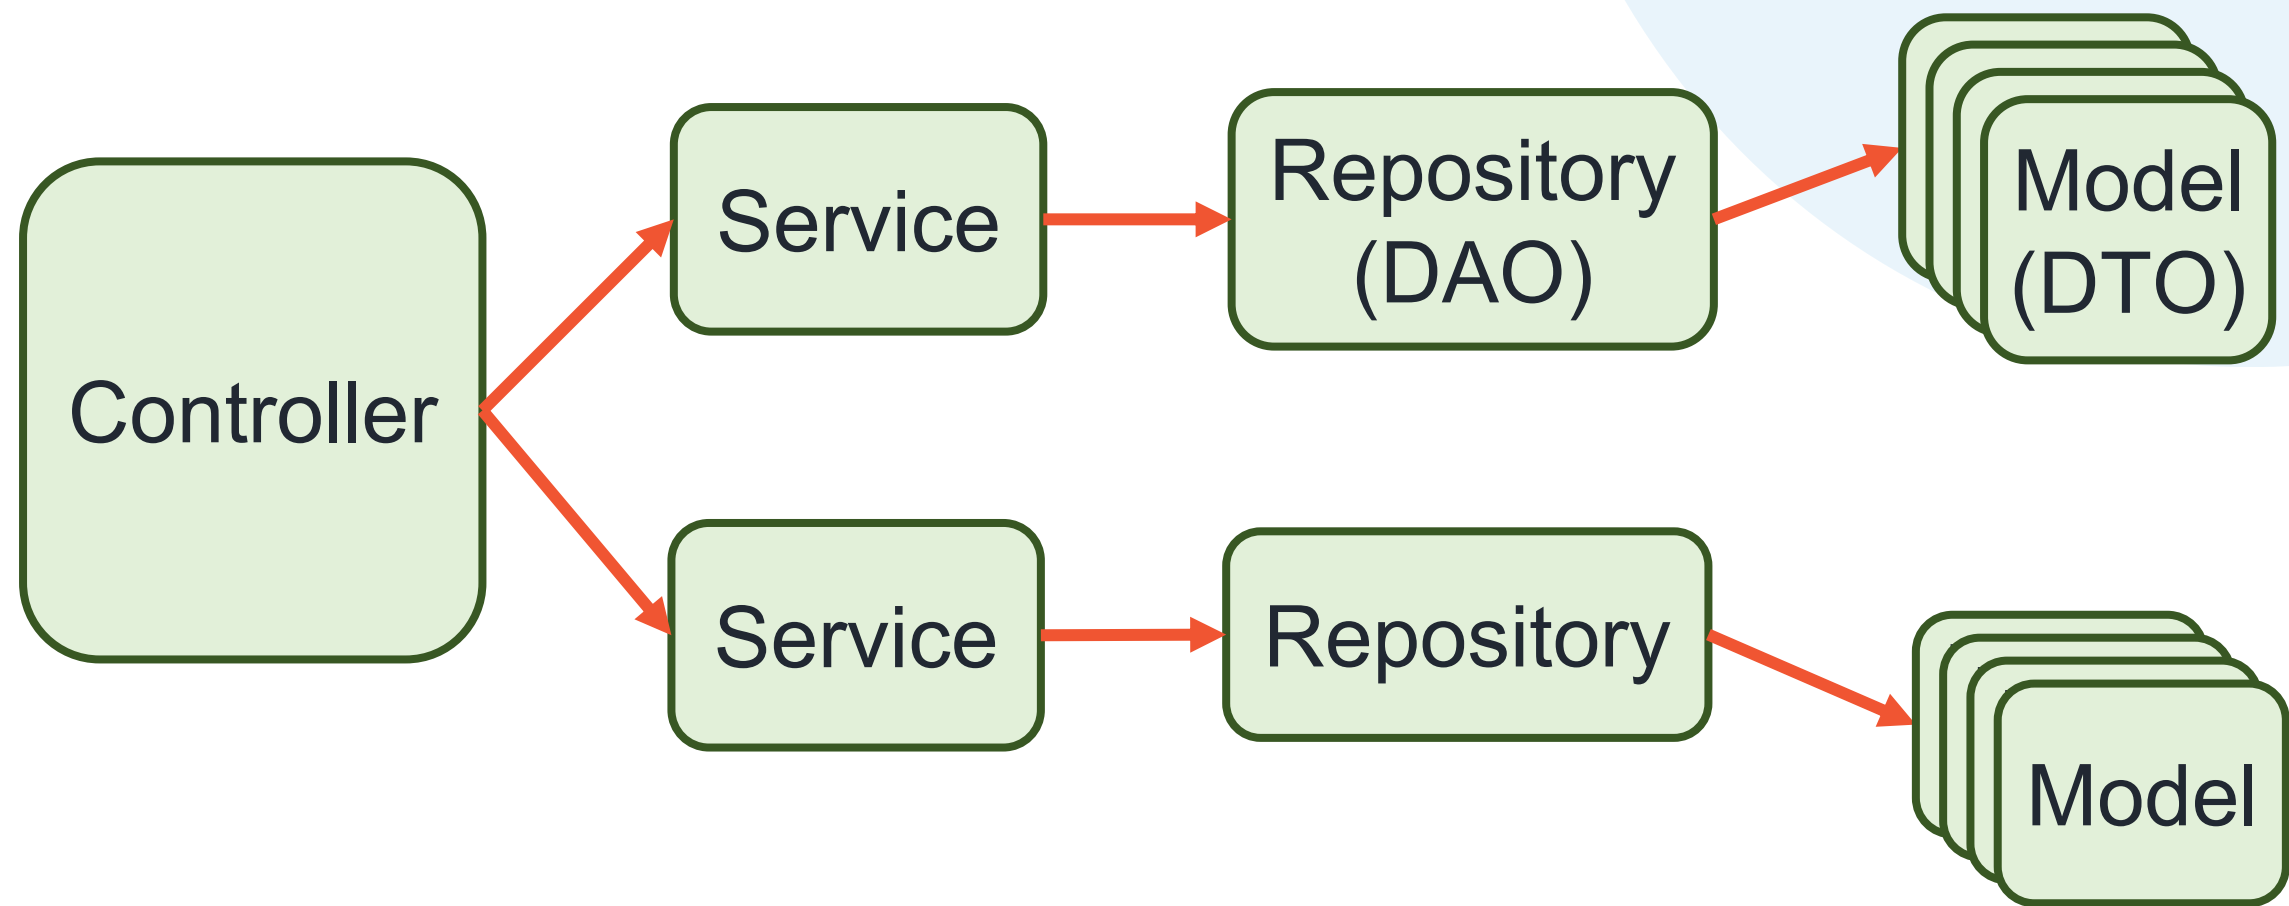 Controller
Service
Repository
(DAO)
Model
(DTO)
Service
Repository
Model